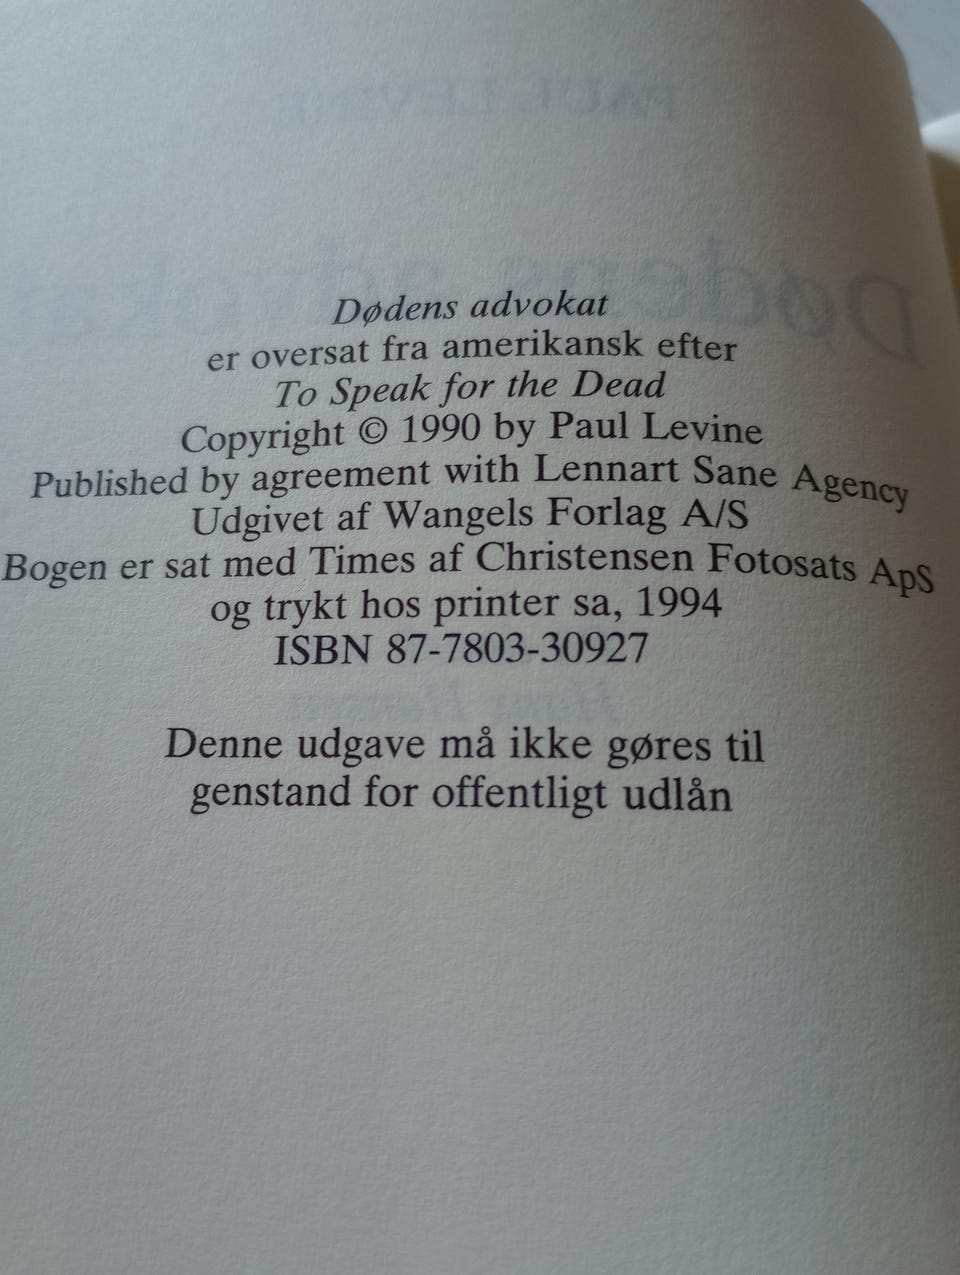 Dødens advokat
er oversat fra amerikansk efter
To Speak for the Dead
Copyright © 1990 by Paul Levine
Published by agreement with Lennart Sane Agency
Udgivet af Wangels Forlag A/S
Bogen er sat med Times af Christensen Fotosats ApS
og trykt hos printer sa, 1994
ISBN 87-7803-30927
Denne udgave må ikke gøres til
genstand for offentligt udlån